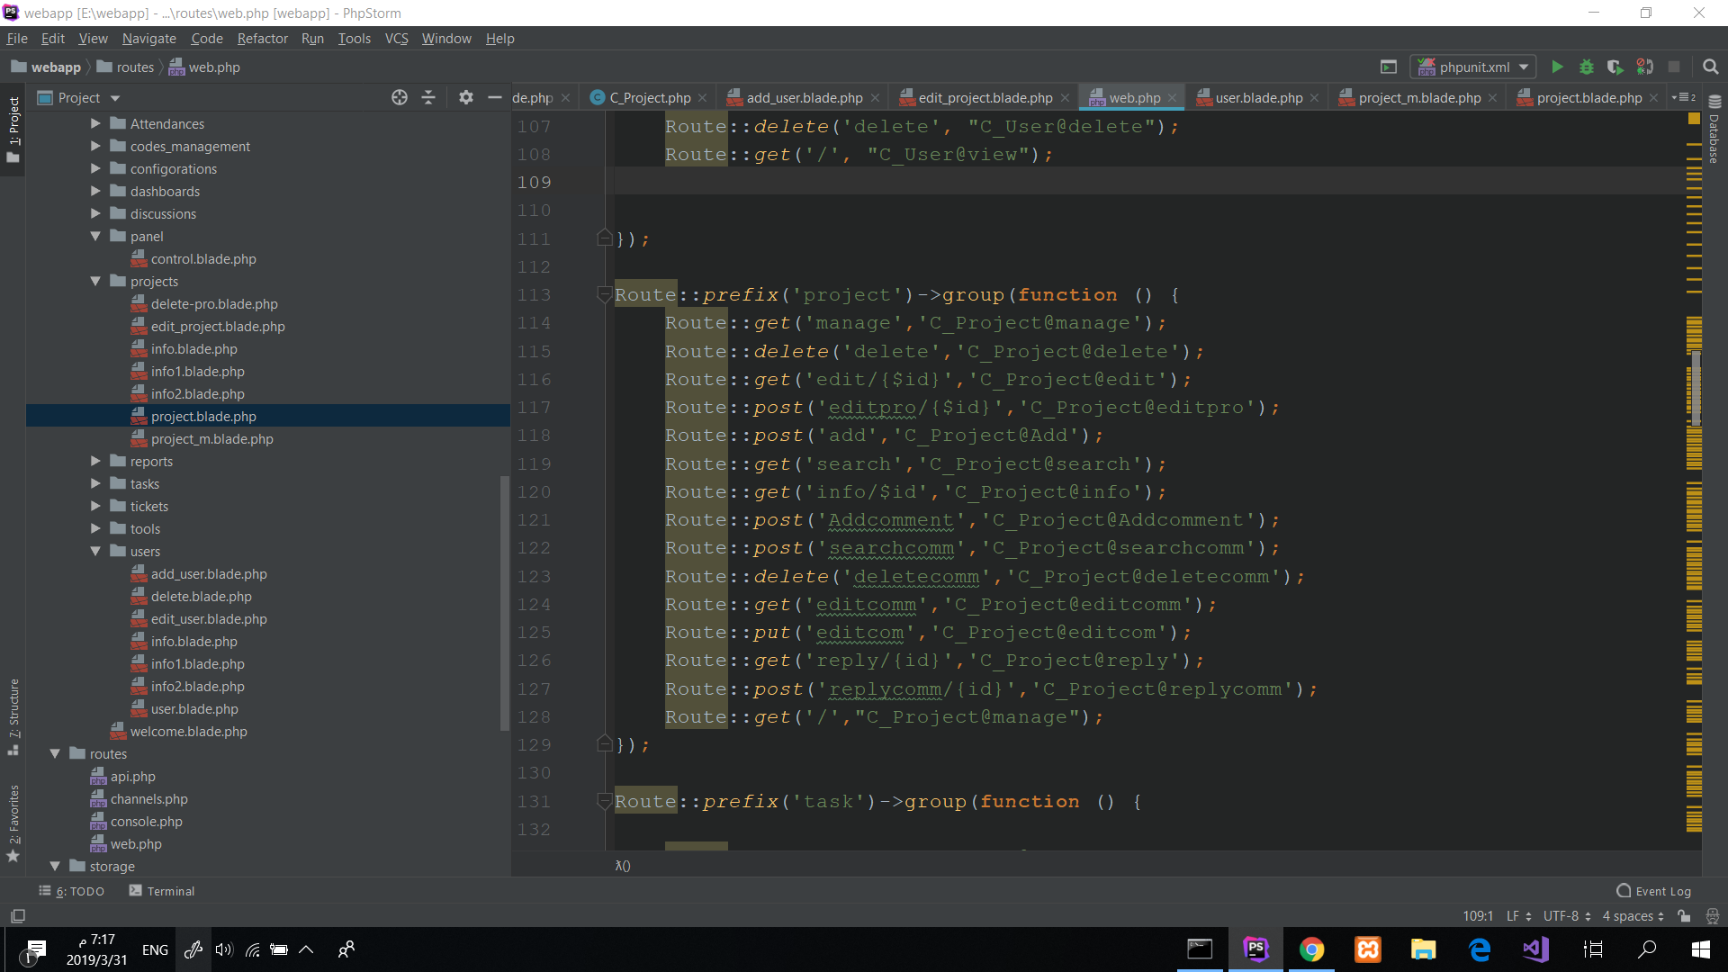 webapp [E:\webapp] - ...\routes\web.php [webapp] - PhpStorm
File Edit View Navigate Code Refactor Run Tools VCS Window Help
webapp routes web.php phpunit.xml
1: Project
7: Structure
2: Favorites
Project
Attendances
codes_management
configorations
dashboards
discussions
panel
control.blade.php
projects
delete-pro.blade.php
edit_project.blade.php
info.blade.php
info1.blade.php
info2.blade.php
project.blade.php
project_m.blade.php
reports
tasks
tickets
tools
users
add_user.blade.php
delete.blade.php
edit_user.blade.php
info.blade.php
info1.blade.php
info2.blade.php
user.blade.php
welcome.blade.php
routes
api.php
channels.php
console.php
web.php
storage
de.php C_Project.php add_user.blade.php edit_project.blade.php web.php user.blade.php project_m.blade.php project.blade.php 2
Database
107 Route::delete('delete', "C_User@delete");
108 Route::get('/', "C_User@view");
109
110
111 });
112
113 Route::prefix('project')->group(function () {
114 Route::get('manage','C_Project@manage');
115 Route::delete('delete','C_Project@delete');
116 Route::get('edit/{$id}','C_Project@edit');
117 Route::post('editpro/{$id}','C_Project@editpro');
118 Route::post('add','C_Project@Add');
119 Route::get('search','C_Project@search');
120 Route::get('info/$id','C_Project@info');
121 Route::post('Addcomment','C_Project@Addcomment');
122 Route::post('searchcomm','C_Project@searchcomm');
123 Route::delete('deletecomm','C_Project@deletecomm');
124 Route::get('editcomm','C_Project@editcomm');
125 Route::put('editcom','C_Project@editcom');
126 Route::get('reply/{id}','C_Project@reply');
127 Route::post('replycomm/{id}','C_Project@replycomm');
128 Route::get('/',"C_Project@manage");
129 });
130
131 Route::prefix('task')->group(function () {
132
λ()
6: TODO Terminal Event Log
109:1 LF UTF-8 4 spaces
7:17 م
2019/3/31
ENG
1
PS